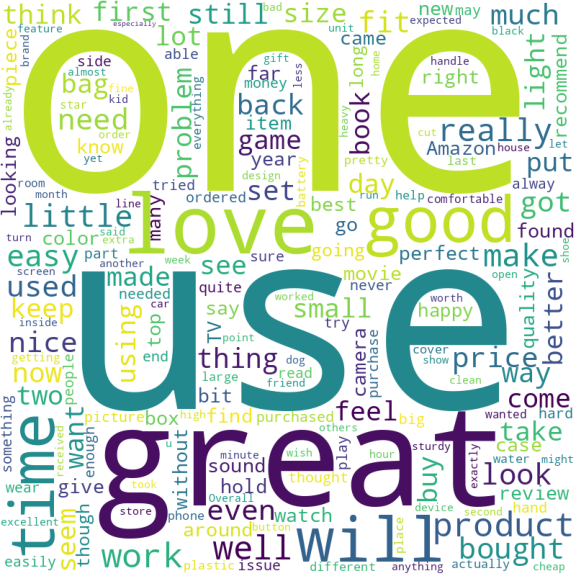 think
first
still
size
fit
new
may
bad
black
much
especially
feature
brand
expected
one
piece
almost
lot
able
came
unit
gift
less
handle
right
light
recommend
side
bag
need
know
yet
already
star
kid
fine
order
problem
everything
far
money
item
back
game
year
long
home
book
heavy
pretty
battery
design
cut
house
let
Amazon
last
really
put
looking
room
month
tried
ordered
set
day
run
help
comfortable
alway
got
shoe
little
many
line
love
best
go
good
found
turn
color
said
extra
easy
part
another
week
sure
going
movie
perfect
make
screen
used
made
needed
see
quite
never
open
quality
better
inside
keep
car
use
say
worked
small
try
happy
worth
nice
top
using
TV
point
camera
purchase
cover
show
price
getting
now
end
thing
dog
read
clean
way
something
two
people
want
bit
large
friend
picture
box
high
find
purchased
feel
big
wanted
hard
come
time
received
enough
great
without
others
take
wear
give
minute
sound
wish
hour
play
sturdy
exactly
buy
case
water
might
look
excellent
seem
though
took
store
phone
Overall
hold
thought
even
review
hand
around
button
watch
place
device
second
product
easily
work
plastic
well
issue
different
will
anything
bought
actually
cheap